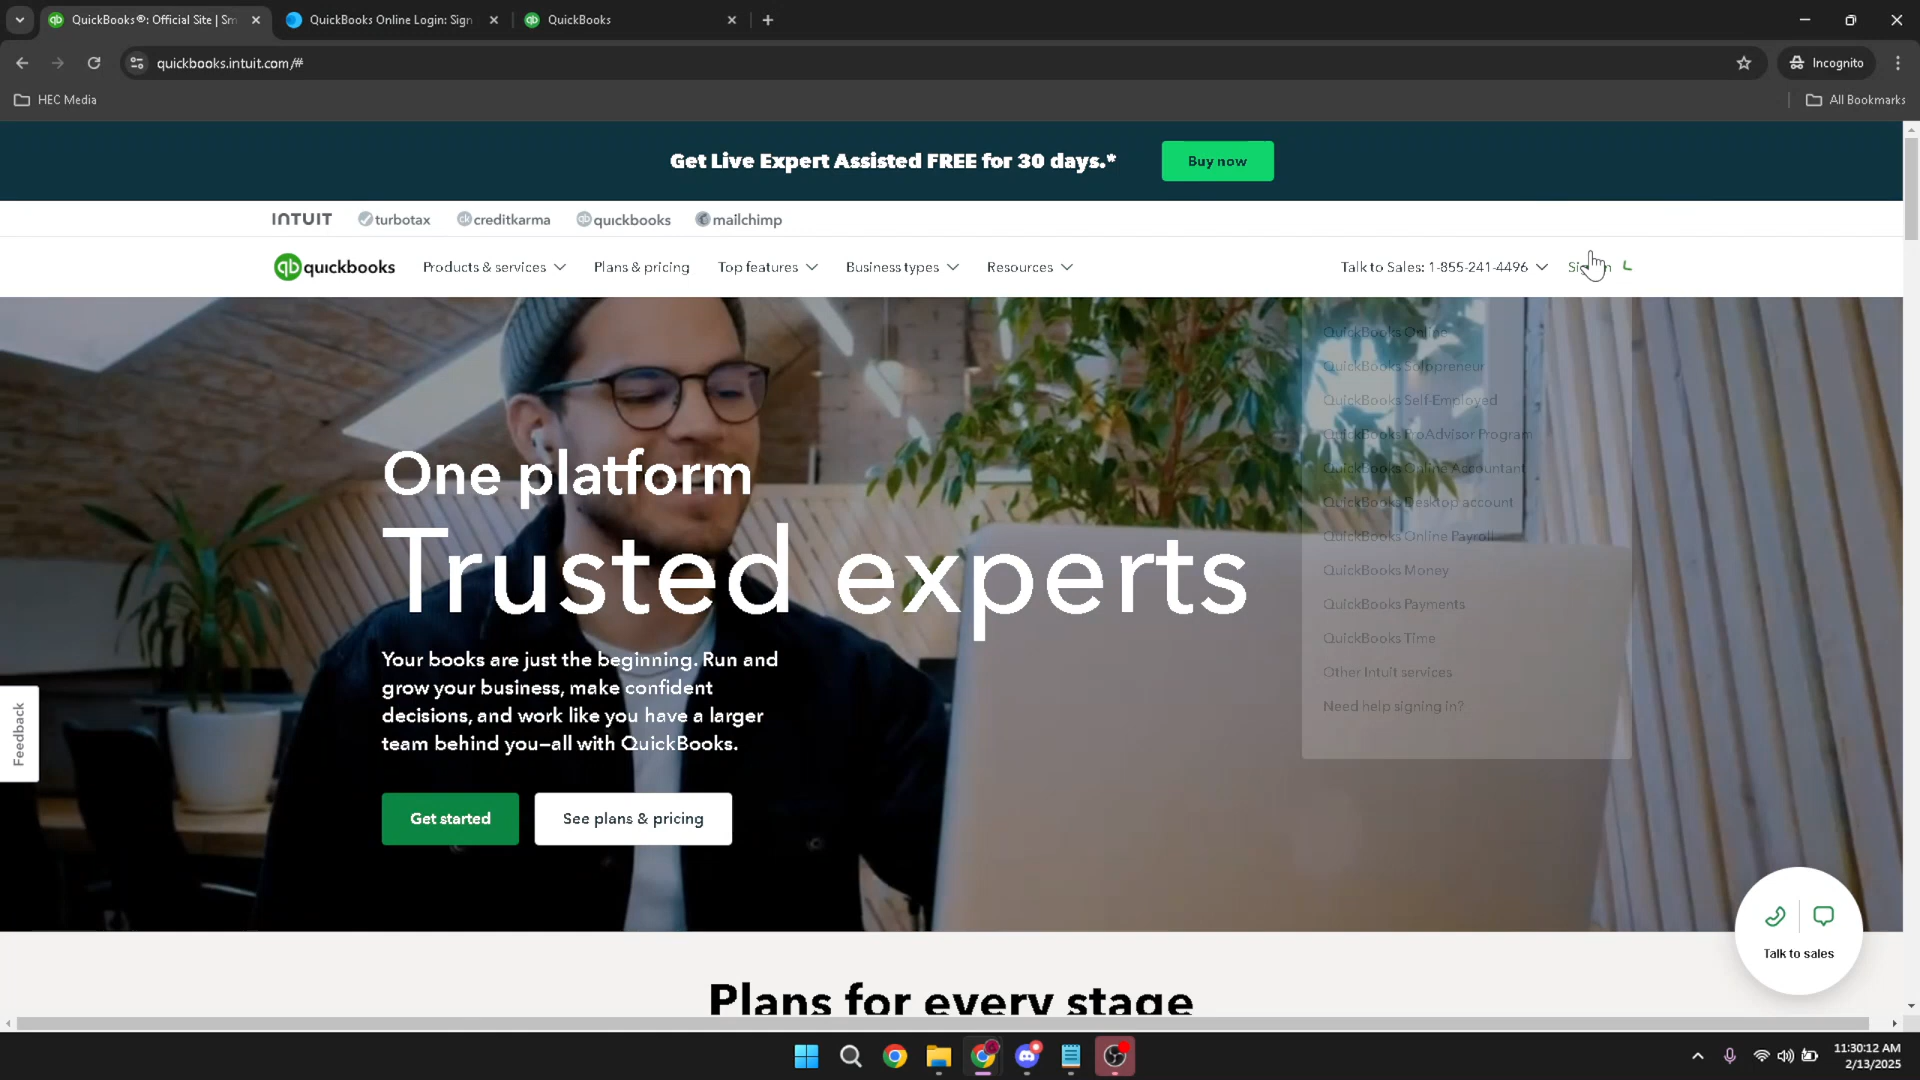 QuickBooks®: Official Site | Sm
QuickBooks Online Login: Sign
QuickBooks
quickbooks.intuit.com/#
Incognito
HEC Media
All Bookmarks
Get Live Expert Assisted FREE for 30 days.*
Buy now
INTUIT
turbotax
ck creditkarma
qb quickbooks
mailchimp
qb quickbooks
Products & services
Plans & pricing
Top features
Business types
Resources
Talk to Sales: 1-855-241-4496
QuickBooks Online
QuickBooks Solopreneur
QuickBooks Self-Employed
QuickBooks ProAdvisor Program
QuickBooks Online Accountant
QuickBooks Desktop account
QuickBooks Online Payroll
QuickBooks Money
QuickBooks Payments
QuickBooks Time
Other Intuit services
Need help signing in?
One platform
Trusted experts
Your books are just the beginning. Run and
grow your business, make confident
decisions, and work like you have a larger
team behind you—all with QuickBooks.
Get started
See plans & pricing
Feedback
Talk to sales
Plans for every stage
11:30:12 AM
2/13/2025